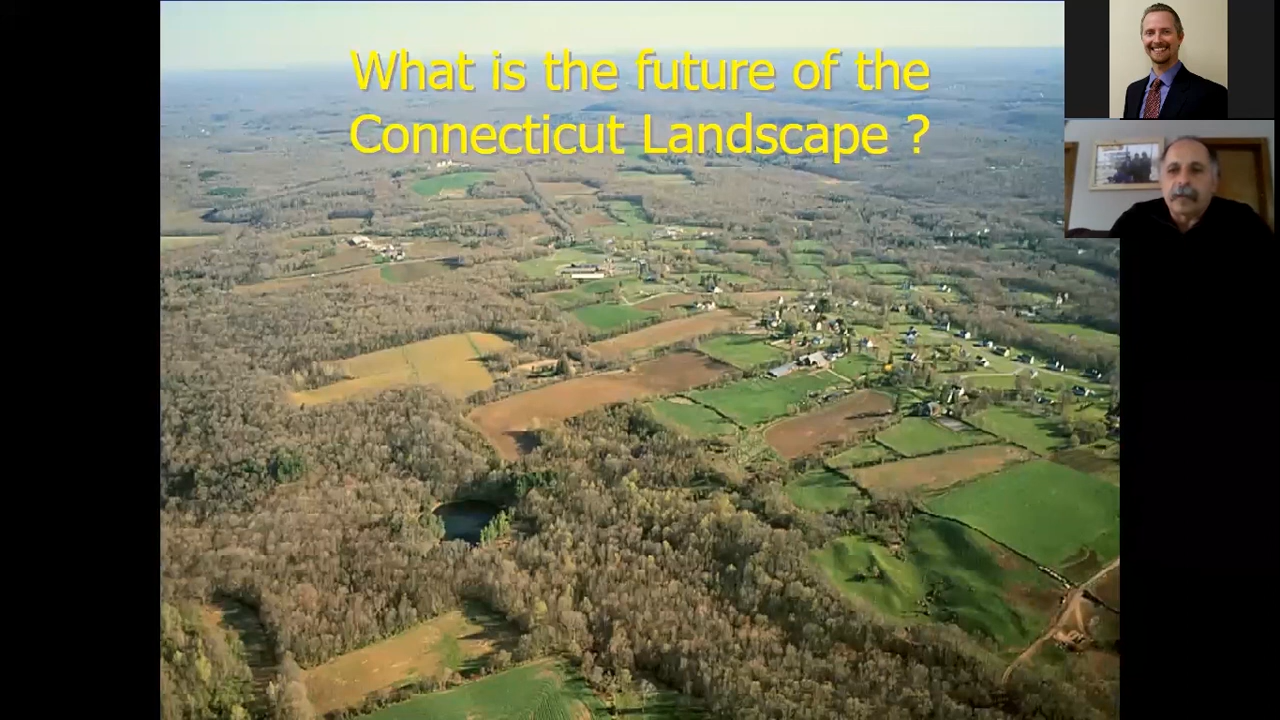 What is the future of the
Connecticut Landscape ?